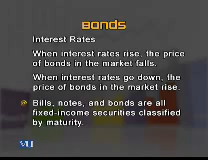 Bonds
Interest Rates
When interest rates rise, the price
of bonds in the market falls.
When interest rates go down, the
price of bonds in the market rise.
Bills, notes, and bonds are all
fixed-income securities classified
by maturity.
VU